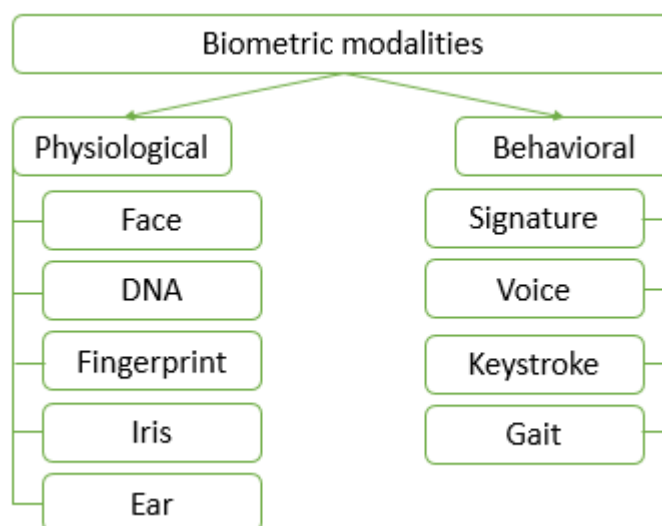 Biometric modalities
Physiological
Behavioral
Face
Signature
DNA
Voice
Fingerprint
Keystroke
Iris
Gait
Ear